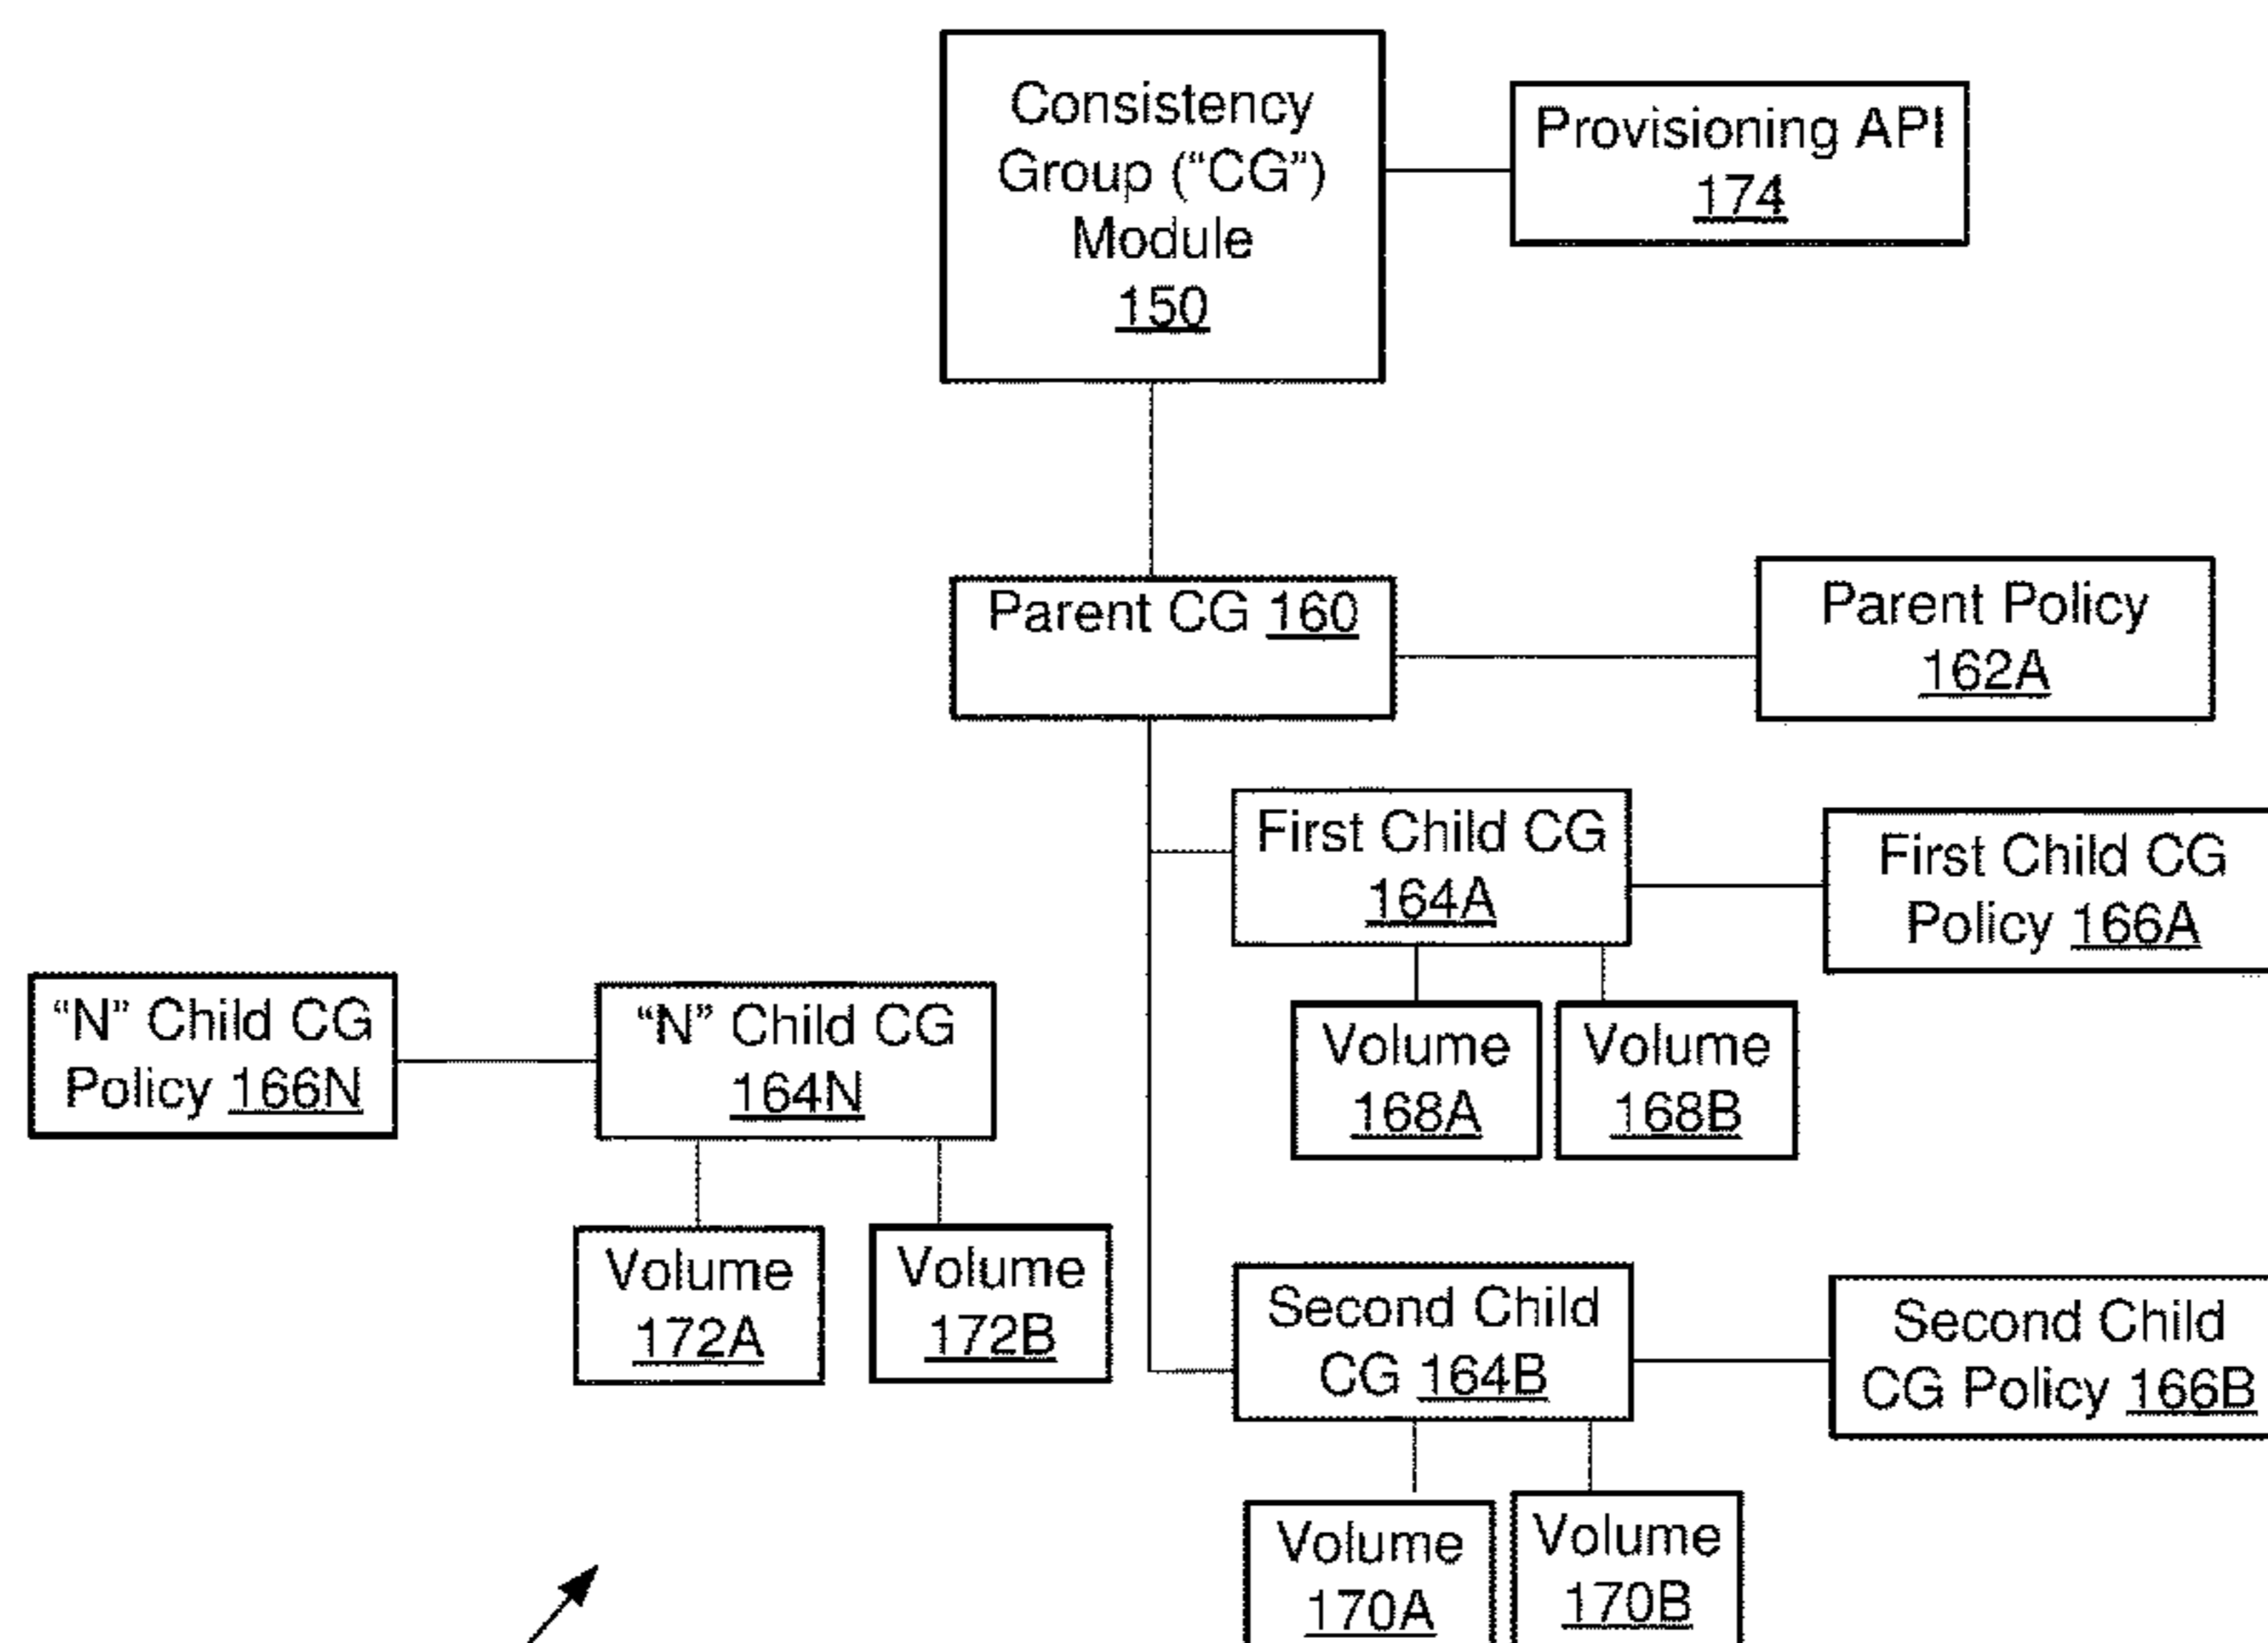 Consistency
Group (“CG”)
Module
150
Provisioning API
174
Parent CG 160
Parent Policy
162A
First Child CG
164A
First Child CG
Policy 166A
“N” Child CG
Policy 166N
“N” Child CG
164N
Volume
168A
Volume
168B
Volume
172A
Volume
172B
Second Child
CG 164B
Second Child
CG Policy 166B
Volume
170A
Volume
170B